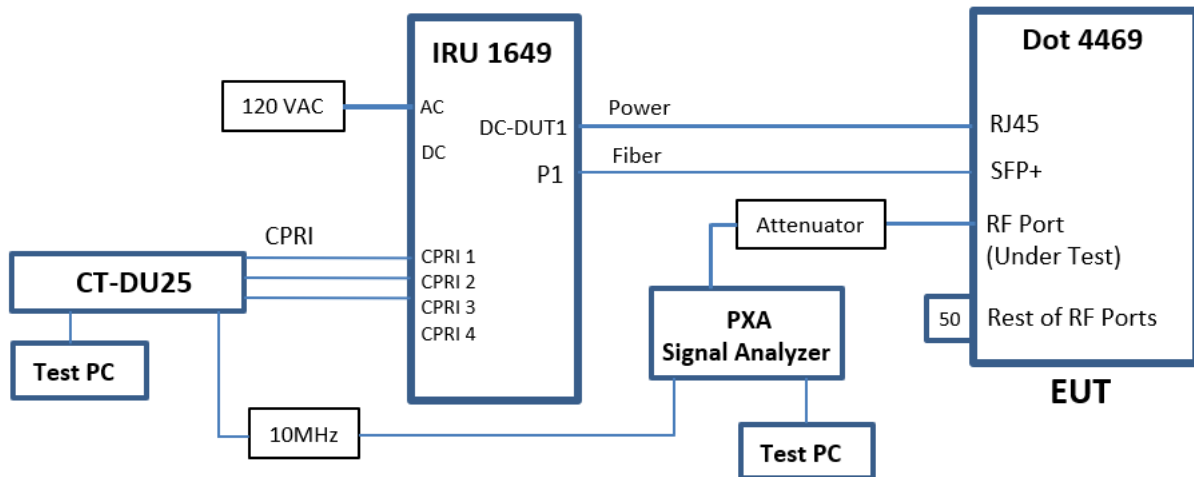 IRU 1649
Dot 4469
120 VAC
AC
DC-DUT1
Power
RJ45
DC
P1
Fiber
SFP+
Attenuator
RF Port
(Under Test)
CPRI
CPRI 1
CT-DU25
CPRI 2
CPRI 3
CPRI 4
PXA
Signal Analyzer
50
Rest of RF Ports
Test PC
EUT
10MHz
Test PC